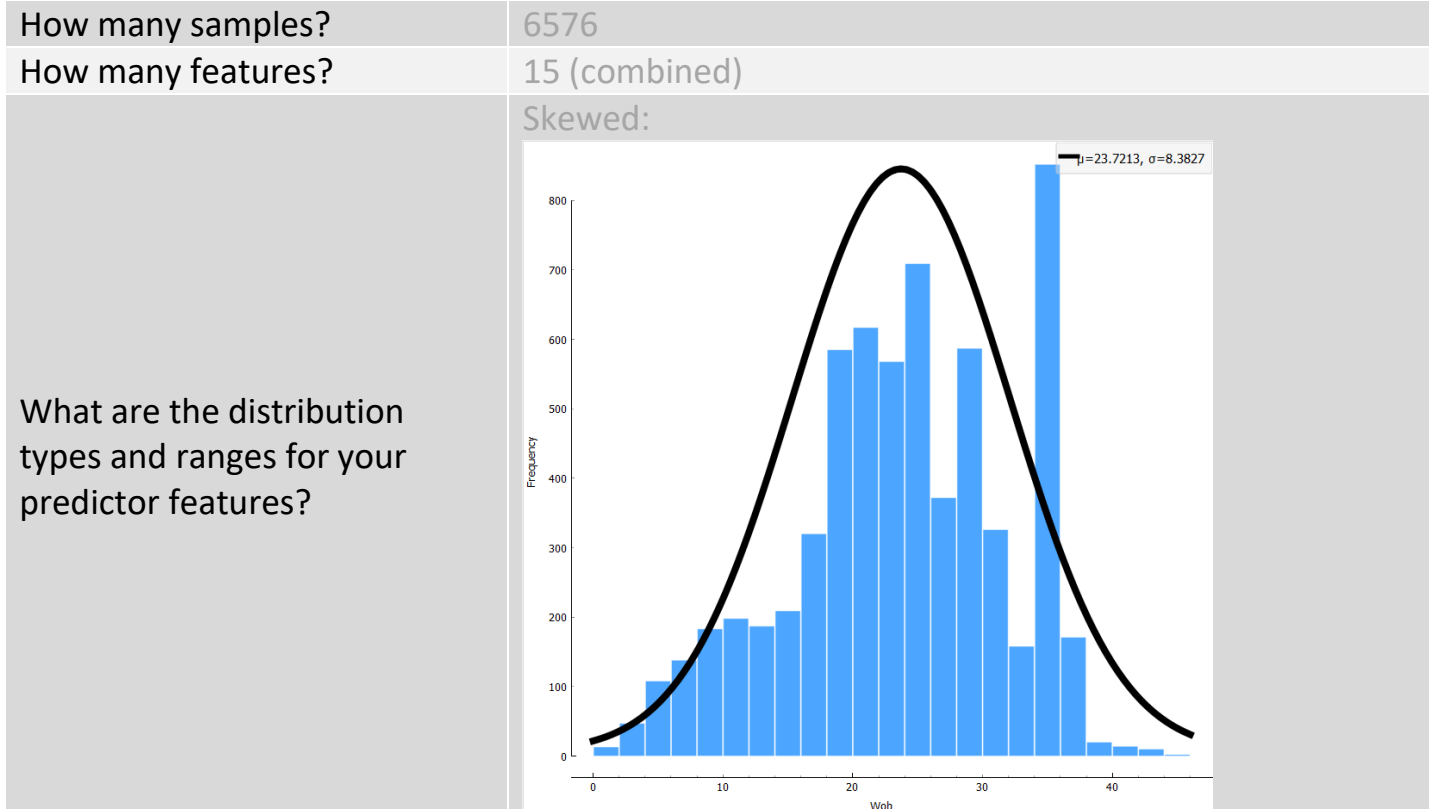 How many samples?
6576
How many features?
15 (combined)
What are the distribution
types and ranges for your
predictor features?
Skewed:
μ=23.7213, σ=8.3827
800
700
600
500
400
300
200
100
0
Frequency
0 10 20 30 40
Wob